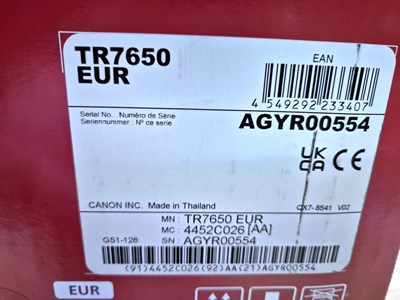 TR7650
EUR
EAN
4 549292 233407
Serial No. Numéro de Série
Seriennummer Nº de serie
AGYR00554
UK
CA CE
CANON INC. Made in Thailand
QX7-8541 V02
MN : TR7650 EUR
MC : 4452C026 [AA]
GS1-128 SN : AGYR00554
(91)4452C026(92)AA(21)AGYR00554
EUR